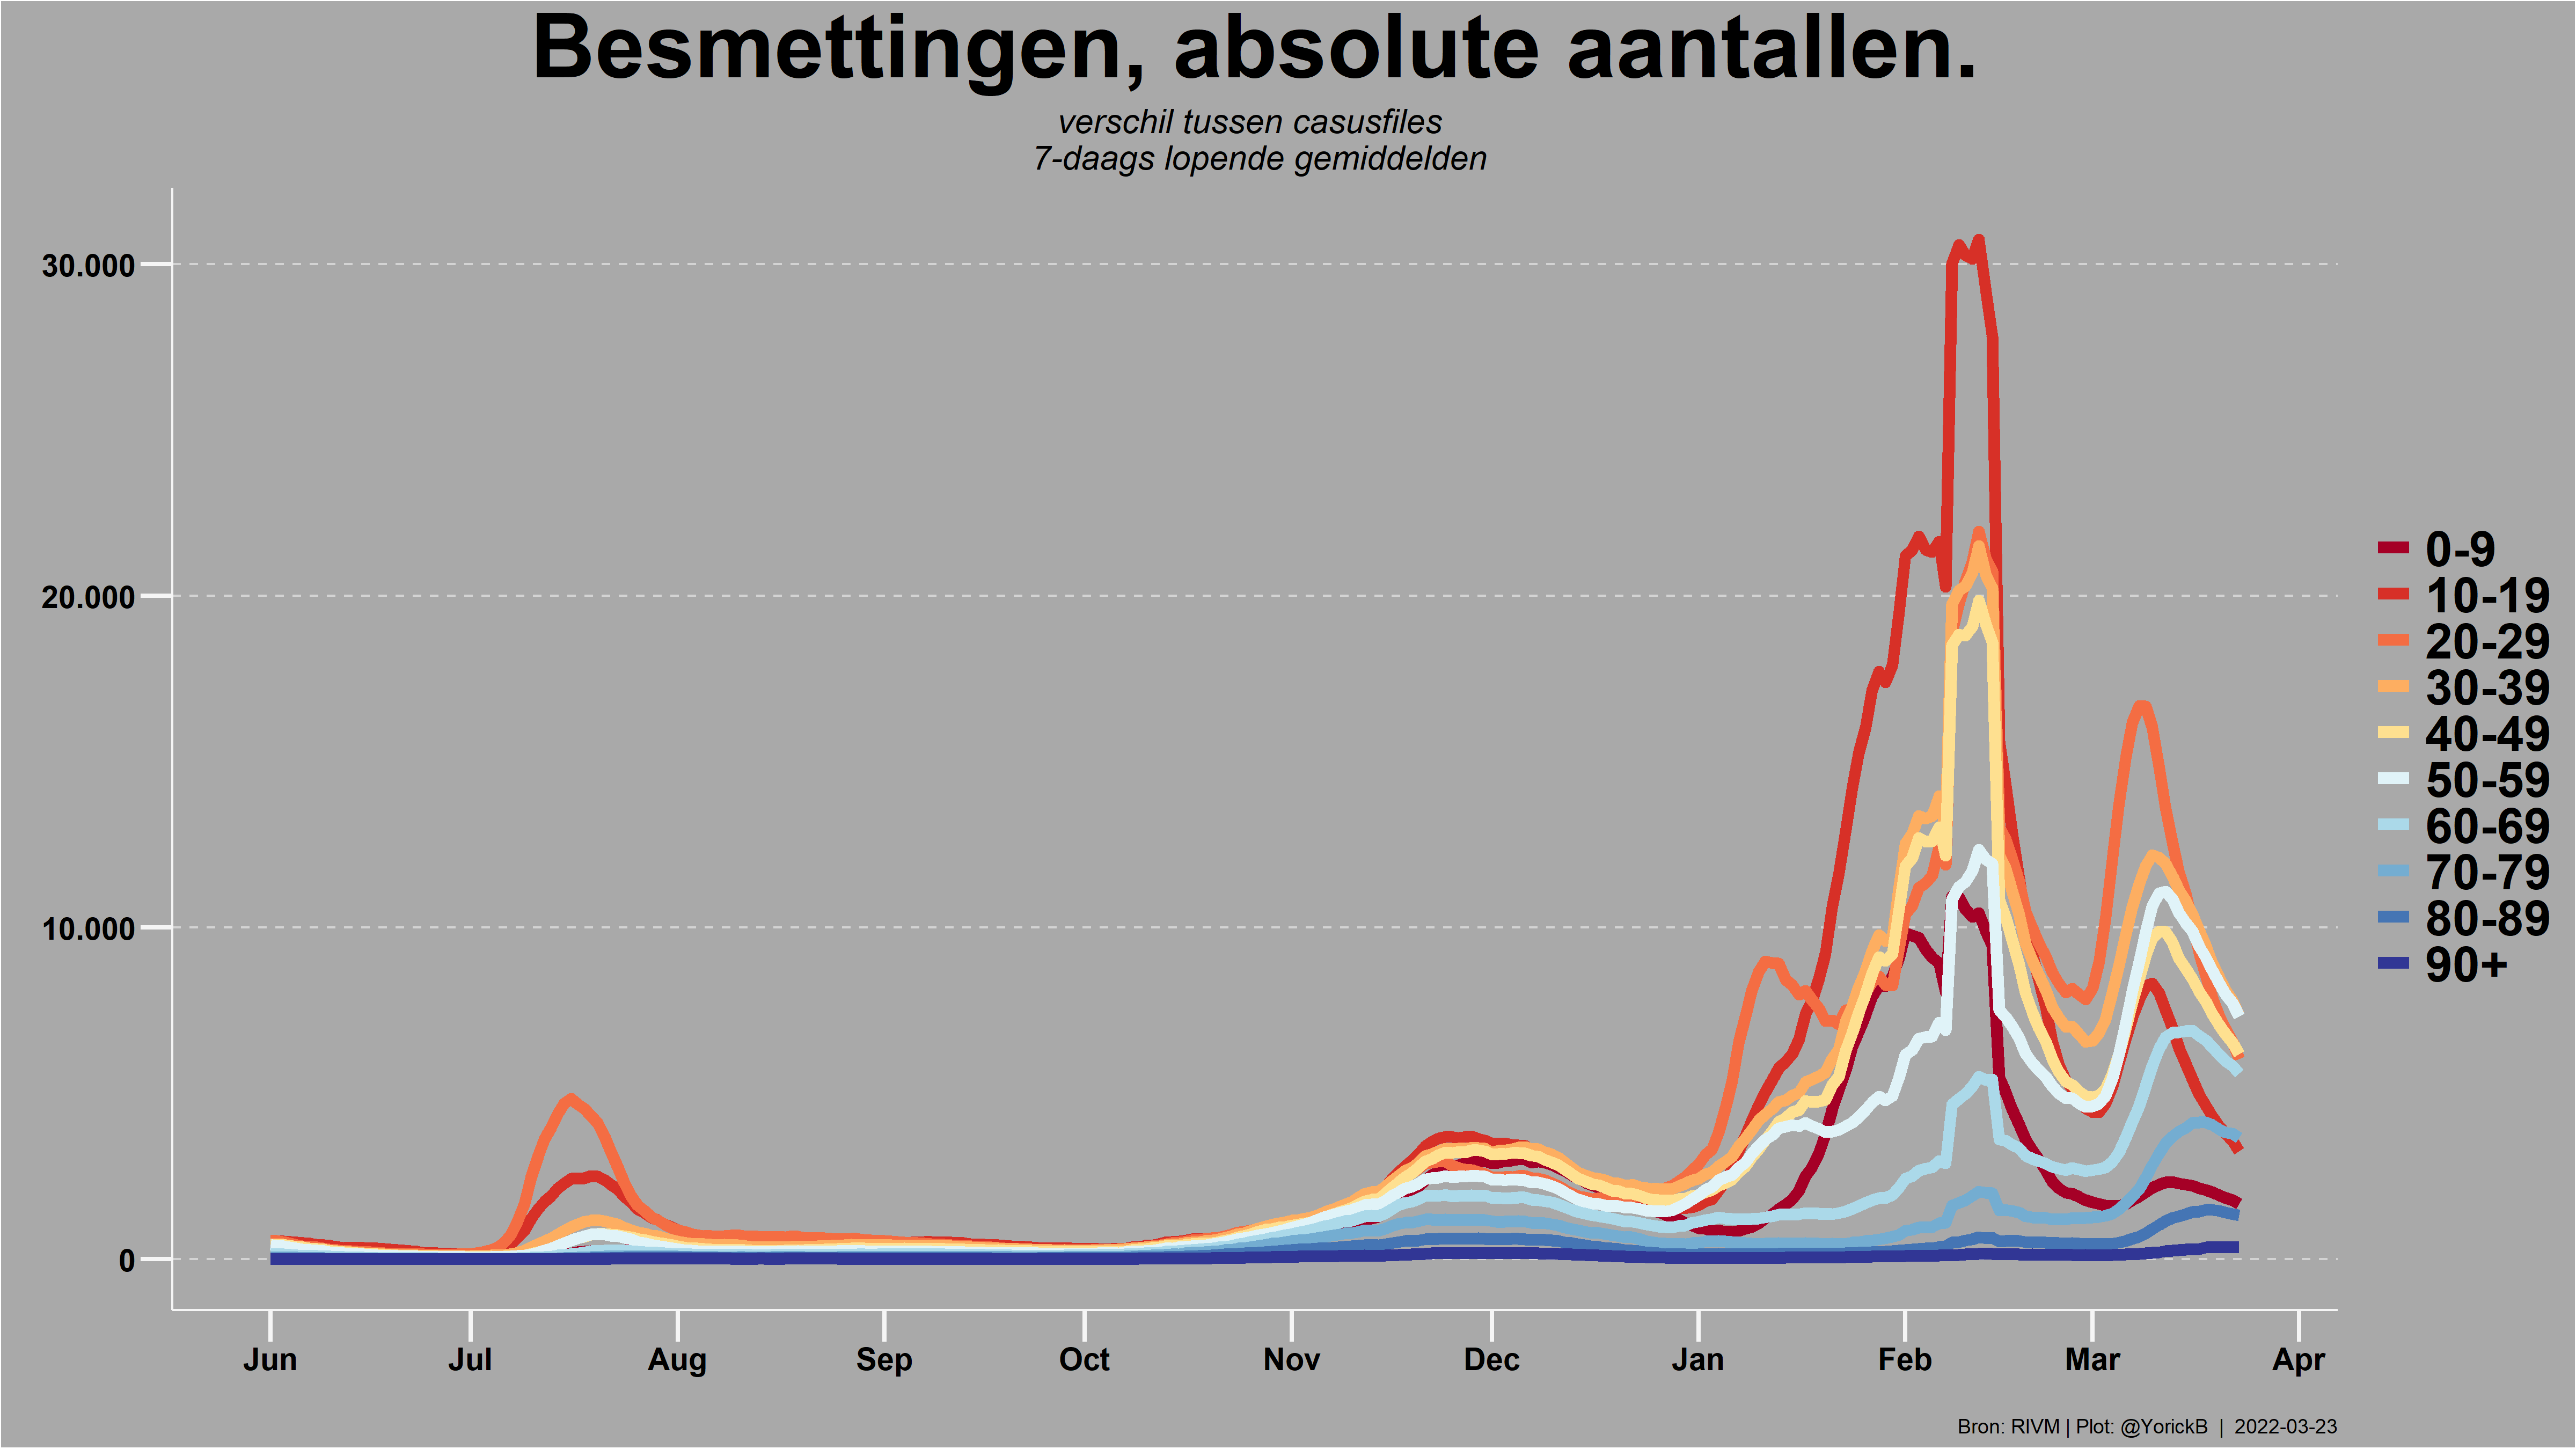 Besmettingen, absolute aantallen.
verschil tussen casusfiles
7-daags lopende gemiddelden
30.000
20.000
10.000
0
Jun Jul Aug Sep Oct Nov Dec Jan Feb Mar Apr
0-9
10-19
20-29
30-39
40-49
50-59
60-69
70-79
80-89
90+
Bron: RIVM | Plot: @YorickB | 2022-03-23